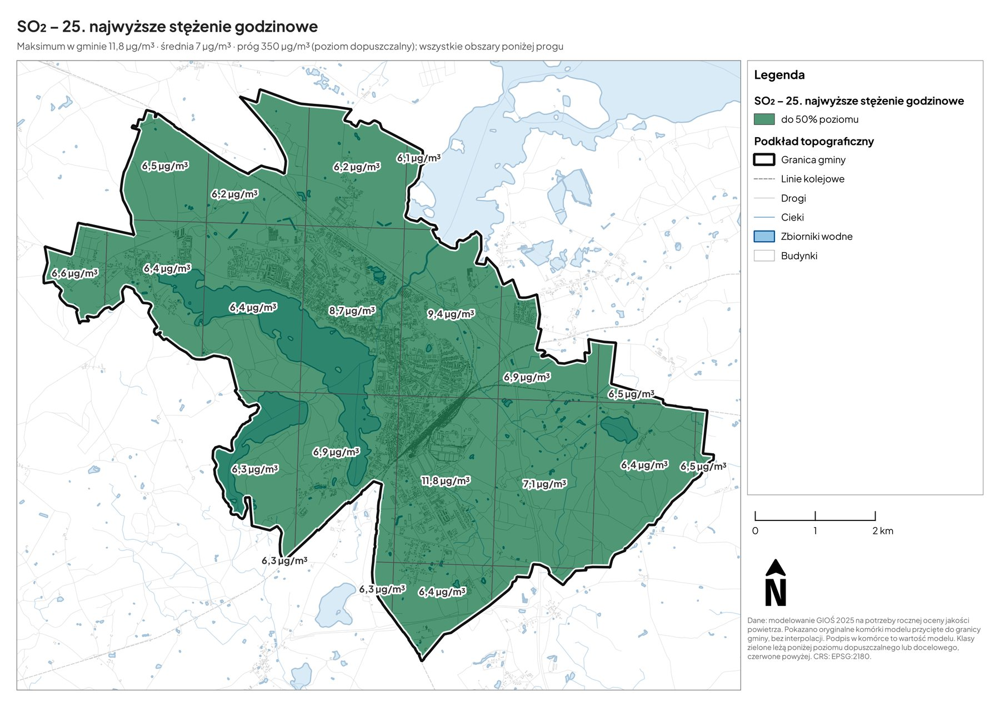 SO₂ – 25. najwyższe stężenie godzinowe
Maksimum w gminie 11,8 µg/m³ · średnia 7 µg/m³ · próg 350 µg/m³ (poziom dopuszczalny); wszystkie obszary poniżej progu
6,1 µg/m³
6,5 µg/m³
6,2 µg/m³
6,2 µg/m³
6,4 µg/m³
6,6 µg/m³
6,4 µg/m³
8,7 µg/m³
9,4 µg/m³
6,9 µg/m³
6,5 µg/m³
6,9 µg/m³
6,3 µg/m³
11,8 µg/m³
7,1 µg/m³
6,4 µg/m³
6,5 µg/m³
6,3 µg/m³
6,3 µg/m³
6,4 µg/m³
Legenda
SO₂ – 25. najwyższe stężenie godzinowe
do 50% poziomu
Podkład topograficzny
Granica gminy
Linie kolejowe
Drogi
Cieki
Zbiorniki wodne
Budynki
0 1 2 km
N
Dane: modelowanie GIOŚ 2025 na potrzeby rocznej oceny jakości
powietrza. Pokazano oryginalne komórki modelu przycięte do granicy
gminy, bez interpolacji. Podpis w komórce to wartość modelu. Klasy
zielone leżą poniżej poziomu dopuszczalnego lub docelowego,
czerwone powyżej. CRS: EPSG:2180.